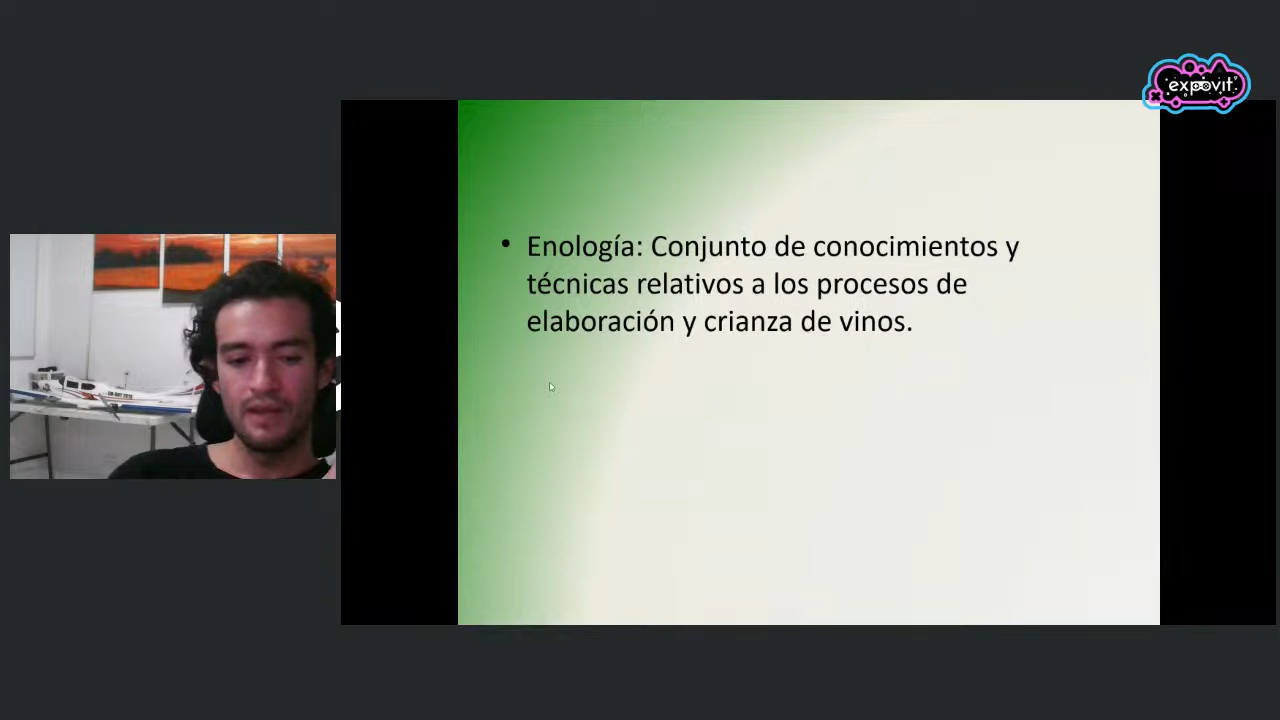 expovit
• Enología: Conjunto de conocimientos y
técnicas relativos a los procesos de
elaboración y crianza de vinos.